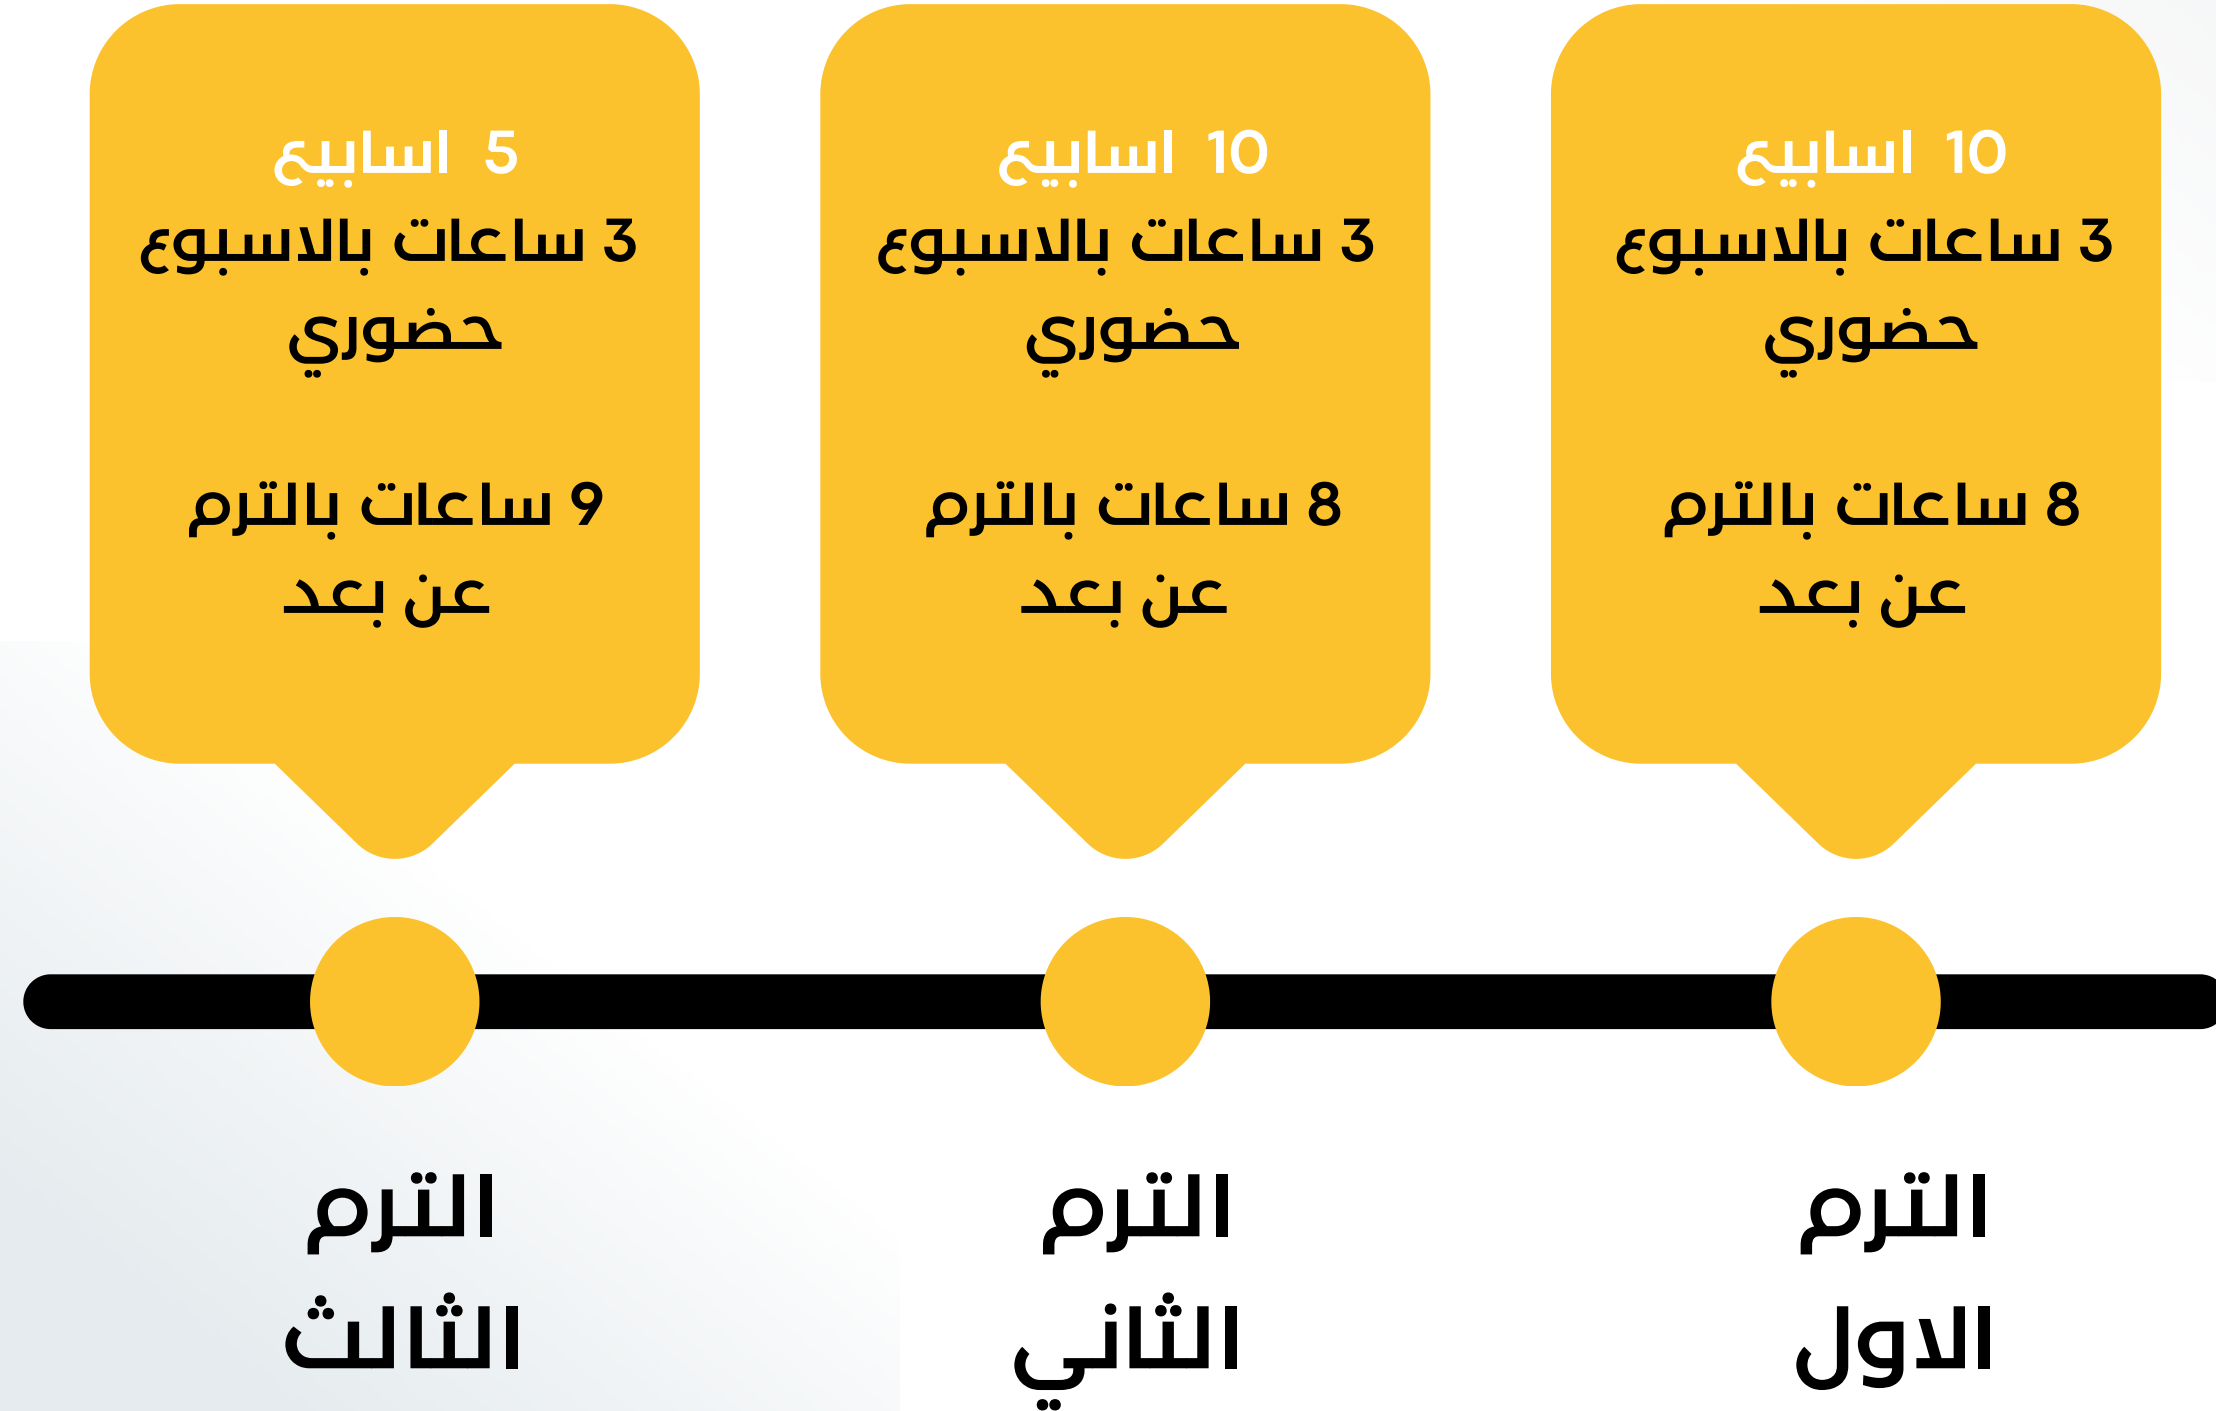 10 اسابيع
3 ساعات بالاسبوع
حضوري
8 ساعات بالترم
عن بعد
10 اسابيع
3 ساعات بالاسبوع
حضوري
8 ساعات بالترم
عن بعد
5 اسابيع
3 ساعات بالاسبوع
حضوري
9 ساعات بالترم
عن بعد
الترم
الاول
الترم
الثاني
الترم
الثالث